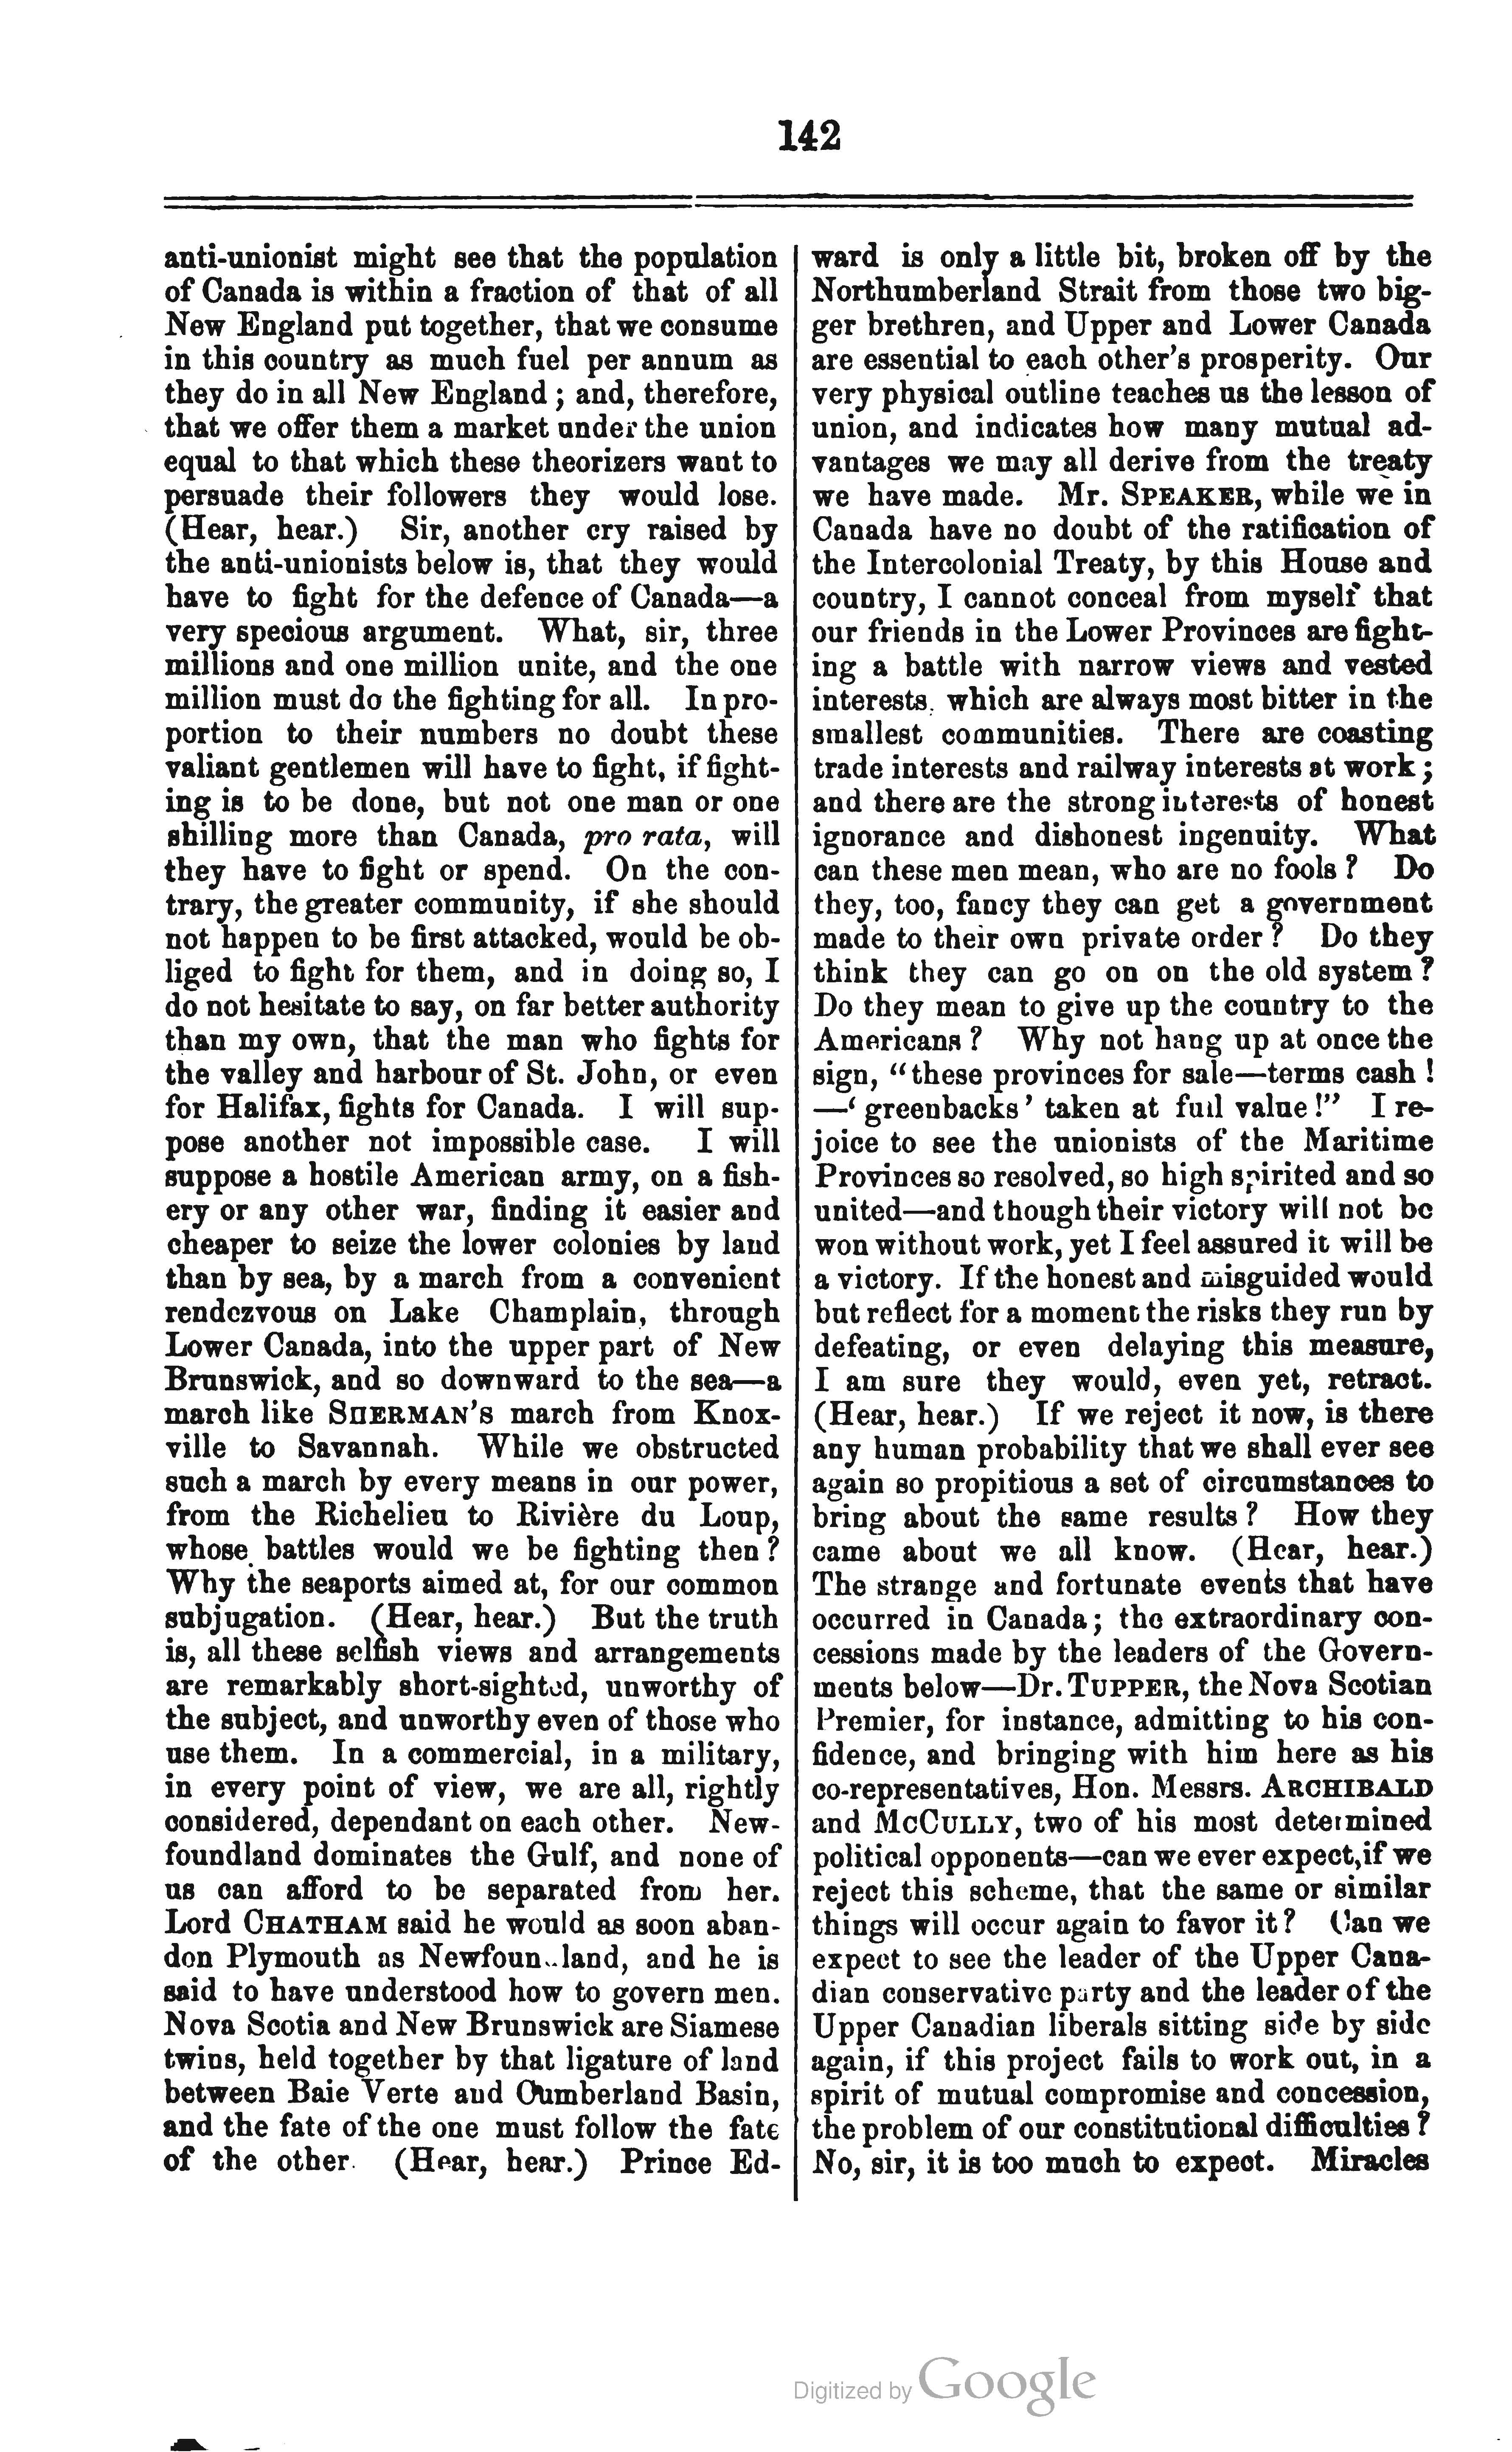 142
anti-unionist might see that the population
of Canada is within a fraction of that of all
New England put together, that we consume
in this country as much fuel per annum as
they do in all New England ; and, therefore,
that we offer them a market under the union
equal to that which these theorizers want to
persuade their followers they would lose.
(Hear, hear.) Sir, another cry raised by
the anti-unionists below is, that they would
have to fight for the defence of Canada—a
very specious argument. What, sir, three
millions and one million unite, and the one
million must do the fighting for all. In pro-
portion to their numbers no doubt these
valiant gentlemen will have to fight, if fight-
ing is to be done, but not one man or one
shilling more than Canada, pro rata, will
they have to fight or spend. On the con-
trary, the greater community, if she should
not happen to be first attacked, would be ob-
liged to fight for them, and in doing so, I
do not hesitate to say, on far better authority
than my own, that the man who fights for
the valley and harbour of St. John, or even
for Halifax, fights for Canada. I will sup-
pose another not impossible case. I will
suppose a hostile American army, on a fish-
ery or any other war, finding it easier and
cheaper to seize the lower colonies by land
than by sea, by a march from a convenient
rendezvous on Lake Champlain, through
Lower Canada, into the upper part of New
Brunswick, and so downward to the sea—a
march like SHERMAN'S march from Knox-
ville to Savannah. While we obstructed
such a march by every means in our power,
from the Richelieu to Rivière du Loup,
whose battles would we be fighting then ?
Why the seaports aimed at, for our common
subjugation. (Hear, hear.) But the truth
is, all these selfish views and arrangements
are remarkably short-sighted, unworthy of
the subject, and unworthy even of those who
use them. In a commercial, in a military,
in every point of view, we are all, rightly
considered, dependant on each other. New-
foundland dominates the Gulf, and none of
us can afford to be separated from her.
Lord CHATHAM said he would as soon aban-
don Plymouth as Newfoundland, and he is
said to have understood how to govern men.
Nova Scotia and New Brunswick are Siamese
twins, held together by that ligature of land
between Baie Verte and Cumberland Basin,
and the fate of the one must follow the fate
of the other. (Hear, hear.) Prince Ed-
ward is only a little bit, broken off by the
Northumberland Strait from those two big-
ger brethren, and Upper and Lower Canada
are essential to each other's prosperity. Our
very physical outline teaches us the lesson of
union, and indicates how many mutual ad-
vantages we may all derive from the treaty
we have made. Mr. SPEAKER, while we in
Canada have no doubt of the ratification of
the Intercolonial Treaty, by this House and
country, I cannot conceal from myself that
our friends in the Lower Provinces are fight-
ing a battle with narrow views and vested
interests, which are always most bitter in the
smallest communities. There are coasting
trade interests and railway interests at work ;
and there are the strong interests of honest
ignorance and dishonest ingenuity. What
can these men mean, who are no fools ? Do
they, too, fancy they can get a government
made to their own private order ? Do they
think they can go on on the old system ?
Do they mean to give up the country to the
Americans ? Why not hang up at once the
sign, "these provinces for sale—terms cash !
—' greenbacks ' taken at full value !" I re-
joice to see the unionists of the Maritime
Provinces so resolved, so high spirited and so
united—and though their victory will not be
won without work, yet I feel assured it will be
a victory. If the honest and misguided would
but reflect for a moment the risks they run by
defeating, or even delaying this measure,
I am sure they would, even yet, retract.
(Hear, hear.) If we reject it now, is there
any human probability that we shall ever see
again so propitious a set of circumstances to
bring about the same results ? How they
came about we all know. (Hear, hear.)
The strange and fortunate events that have
occurred in Canada ; the extraordinary con-
cessions made by the leaders of the Govern-
ments below—Dr. TUPPER, the Nova Scotian
Premier, for instance, admitting to his con-
fidence, and bringing with him here as his
co-representatives, Hon. Messrs. ARCHIBALD
and MCCULLY, two of his most determined
political opponents—can we ever expect, if we
reject this scheme, that the same or similar
things will occur again to favor it ? Can we
expect to see the leader of the Upper Cana-
dian conservative party and the leader of the
Upper Canadian liberals sitting side by side
again, if this project fails to work out, in a
spirit of mutual compromise and concession,
the problem of our constitutional difficulties ?
No, sir, it is too much to expect. Miracles
Digitized by Google